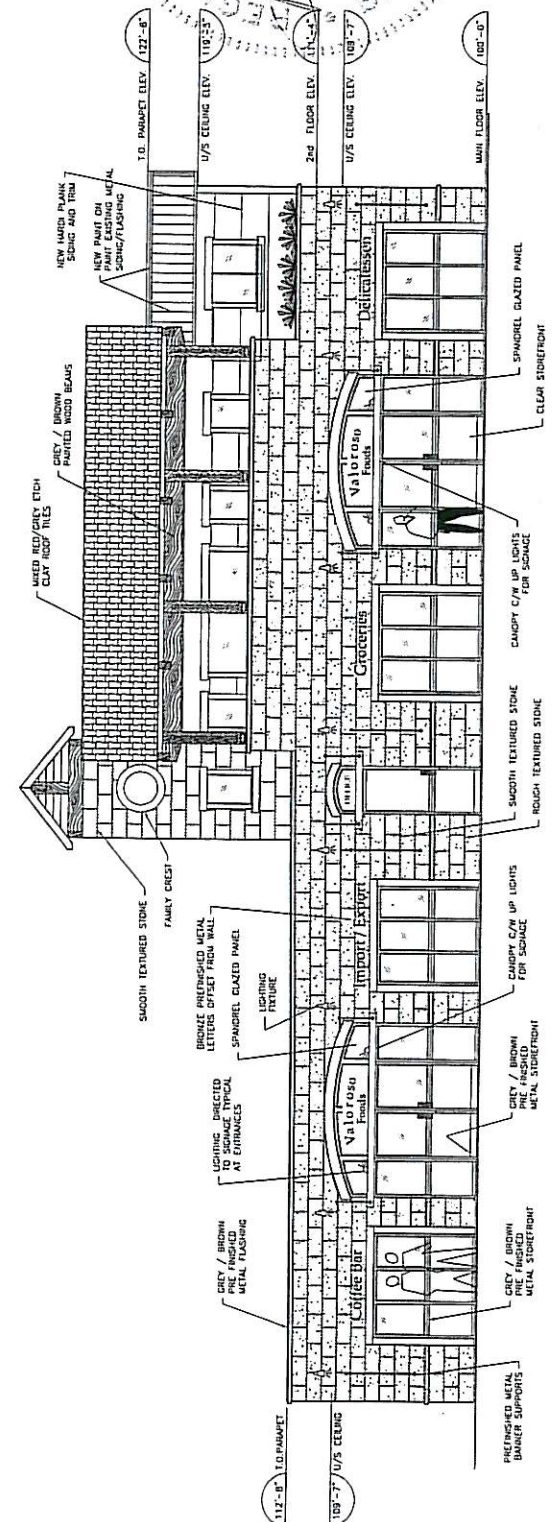 T.O. PARAPET ELEV.
122'-6"
U/S CEILING ELEV.
119'-5"
2nd FLOOR ELEV.
111'-4"
U/S CEILING ELEV.
109'-7"
MAIN FLOOR ELEV.
100'-0"
NEW HARDI PLANK
SIDING AND TRIM
NEW PAINT ON
PAINT EXISTING METAL
SIDING/FLASHING
GREY / BROWN
PAINTED WOOD BEAMS
MIXED RED/GREY ETCH
CLAY ROOF TILES
SMOOTH TEXTURED STONE
FAMILY CREST
BRONZE PREFINISHED METAL
LETTERS OFFSET FROM WALL
SPANDREL GLAZED PANEL
LIGHTING
FIXTURE
LIGHTING DIRECTED
TO SIGNAGE TYPICAL
AT ENTRANCES
GREY / BROWN
PRE FINISHED
METAL FLASHING
112'-8"
T.O.PARAPET
109'-7"
U/S CEILING
Coffee Bar
Valoroso
Foods
Import / Export
Groceries
Valoroso
Foods
Delicatessen
PREFINISHED METAL
BANNER SUPPORTS
GREY / BROWN
PRE FINISHED
METAL STOREFRONT
GREY / BROWN
PRE FINISHED
METAL STOREFRONT
CANOPY C/W UP LIGHTS
FOR SIGNAGE
ROUGH TEXTURED STONE
SMOOTH TEXTURED STONE
CANOPY C/W UP LIGHTS
FOR SIGNAGE
CLEAR STOREFRONT
SPANDREL GLAZED PANEL